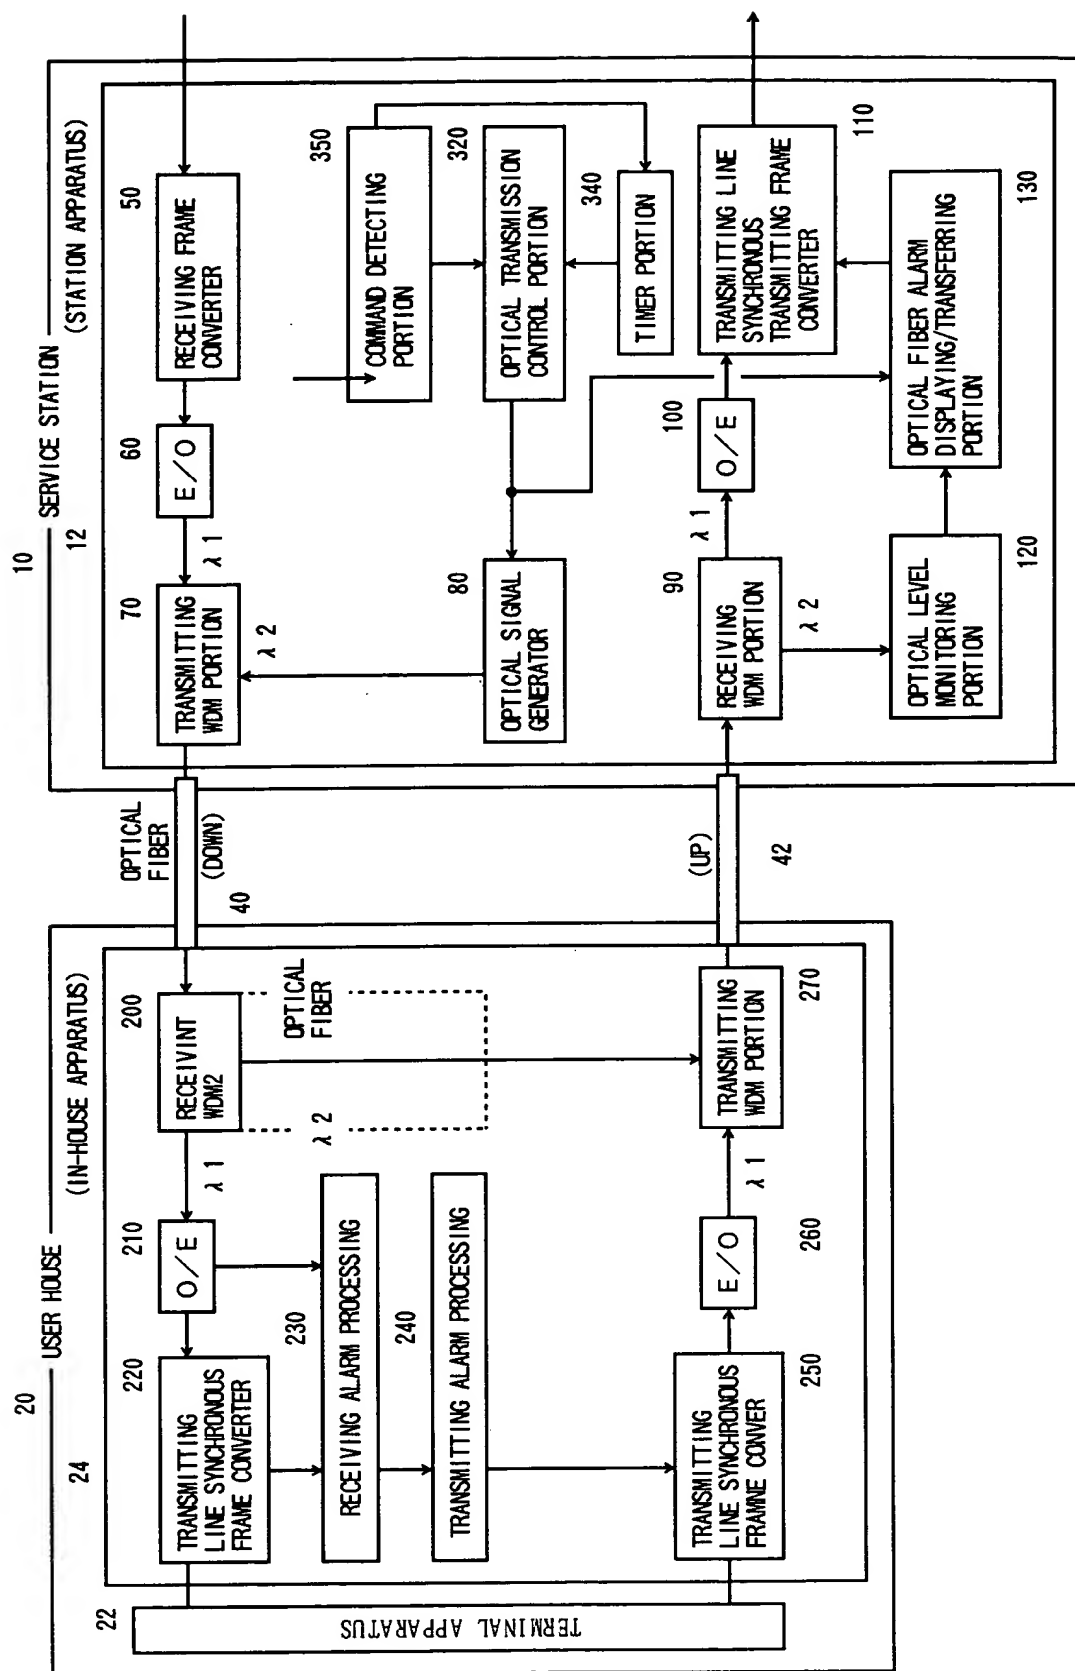 20
USER HOUSE
24
(IN-HOUSE APPARATUS)
22
TERMINAL APPARATUS
220
TRANSMITTING
LINE SYNCHRONOUS
FRAME CONVERTER
210
O/E
λ1
200
RECEIVINT
WDM2
OPTICAL
FIBER
λ2
230
RECEIVING ALARM PROCESSING
240
TRANSMITTING ALARM PROCESSING
TRANSMITTING
LINE SYNCHRONOUS
FRAMNE CONVER
250
E/O
260
λ1
TRANSMITTING
WDM PORTION
270
OPTICAL
FIBER
(DOWN)
40
(UP)
42
10
SERVICE STATION
12
(STATION APPARATUS)
70
TRANSMITTING
WDM PORTION
λ2
λ1
60
E/O
50
RECEIVING FRAME
CONVERTER
350
COMMAND DETECTING
PORTION
320
OPTICAL TRANSMISSION
CONTROL PORTION
340
TIMER PORTION
80
OPTICAL SIGNAL
GENERATOR
90
RECEIVING
WDM PORTION
λ1
λ2
100
O/E
TRANSMITTING LINE
SYNCHRONOUS
TRANSMITTING FRAME
CONVERTER
110
OPTICAL LEVEL
MONITORING
PORTION
120
OPTICAL FIBER ALARM
DISPLAYING/TRANSFERRING
PORTION
130